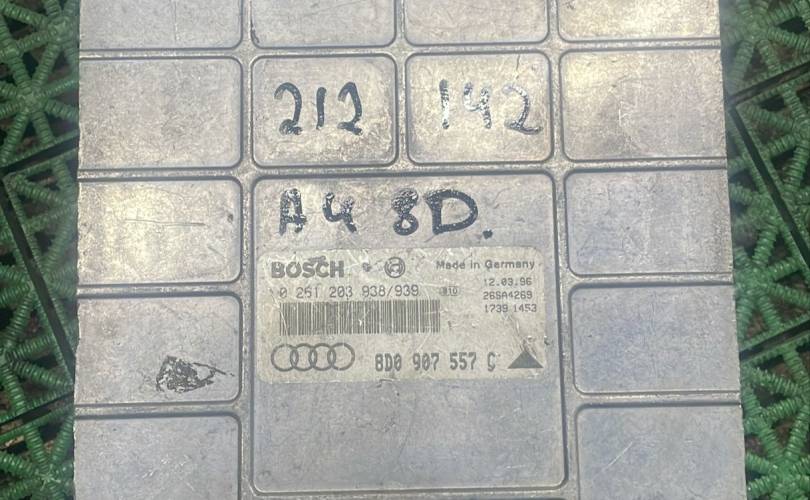 212 142
A4 8D.
BOSCH Made in Germany
0 261 203 938/939 B10 12.03.96
26SA4269
1739 1453
8D0 907 557 C